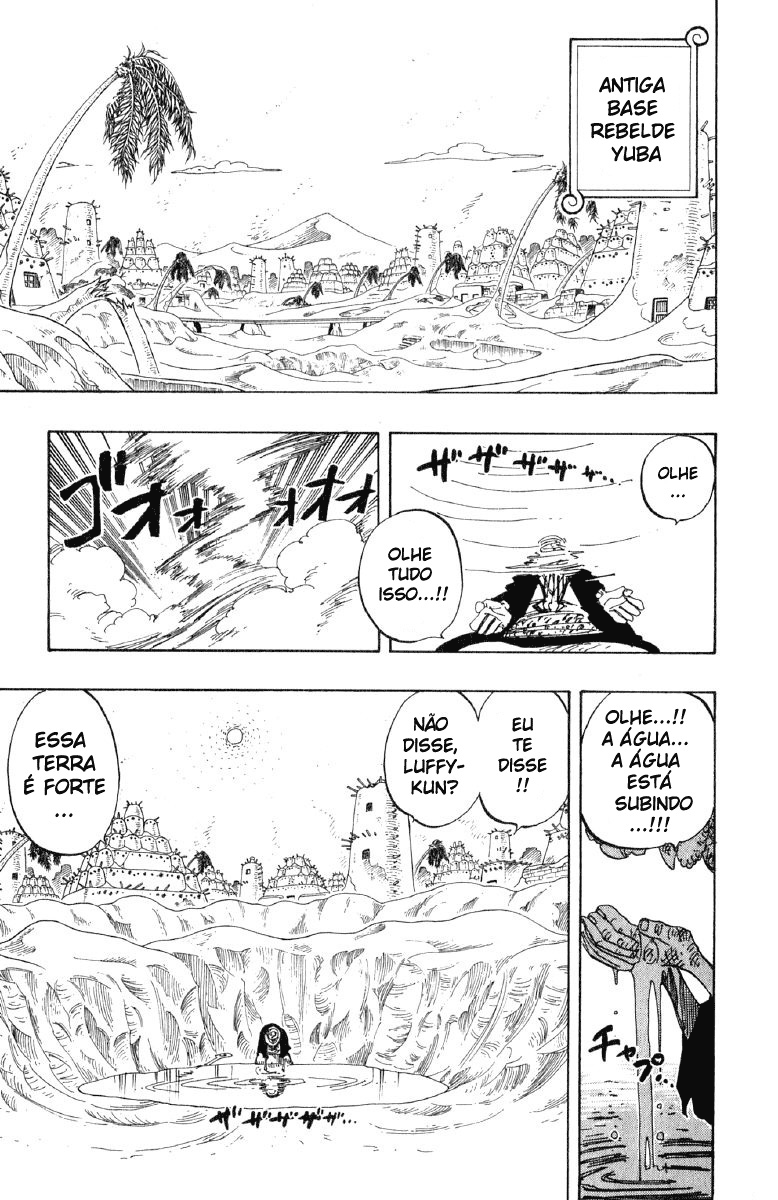 ANTIGA
BASE
REBELDE
YUBA
OLHE
...
ザザザザ...
OLHE
TUDO
ISSO...!!
ゴオォ
オオオ
OLHE...!!
A ÁGUA...
A ÁGUA
ESTÁ
SUBINDO
...!!!
チャプ...
EU
TE
DISSE
!!
NÃO
DISSE,
LUFFY-
KUN?
ESSA
TERRA
É FORTE
...
ザザザザザ...